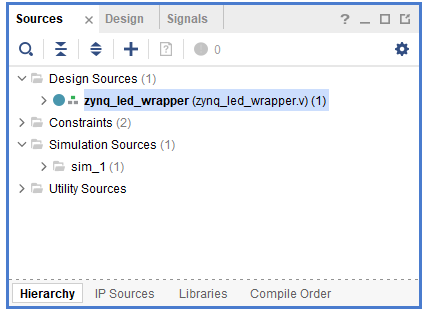 Sources × Design Signals ?
0
Design Sources (1)
zynq_led_wrapper (zynq_led_wrapper.v) (1)
Constraints (2)
Simulation Sources (1)
sim_1 (1)
Utility Sources
Hierarchy IP Sources Libraries Compile Order